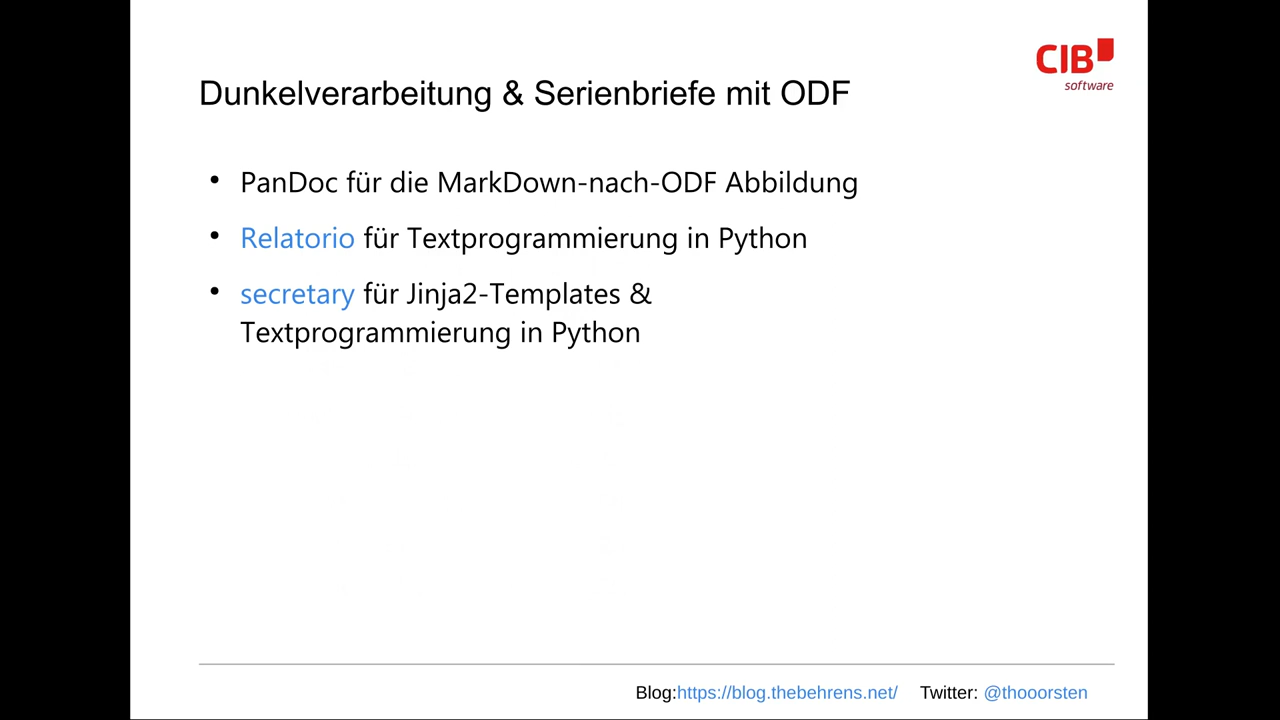 CIB
software
Dunkelverarbeitung & Serienbriefe mit ODF
• PanDoc für die MarkDown-nach-ODF Abbildung
• Relatorio für Textprogrammierung in Python
• secretary für Jinja2-Templates &
Textprogrammierung in Python
Blog:https://blog.thebehrens.net/ Twitter: @thooorsten